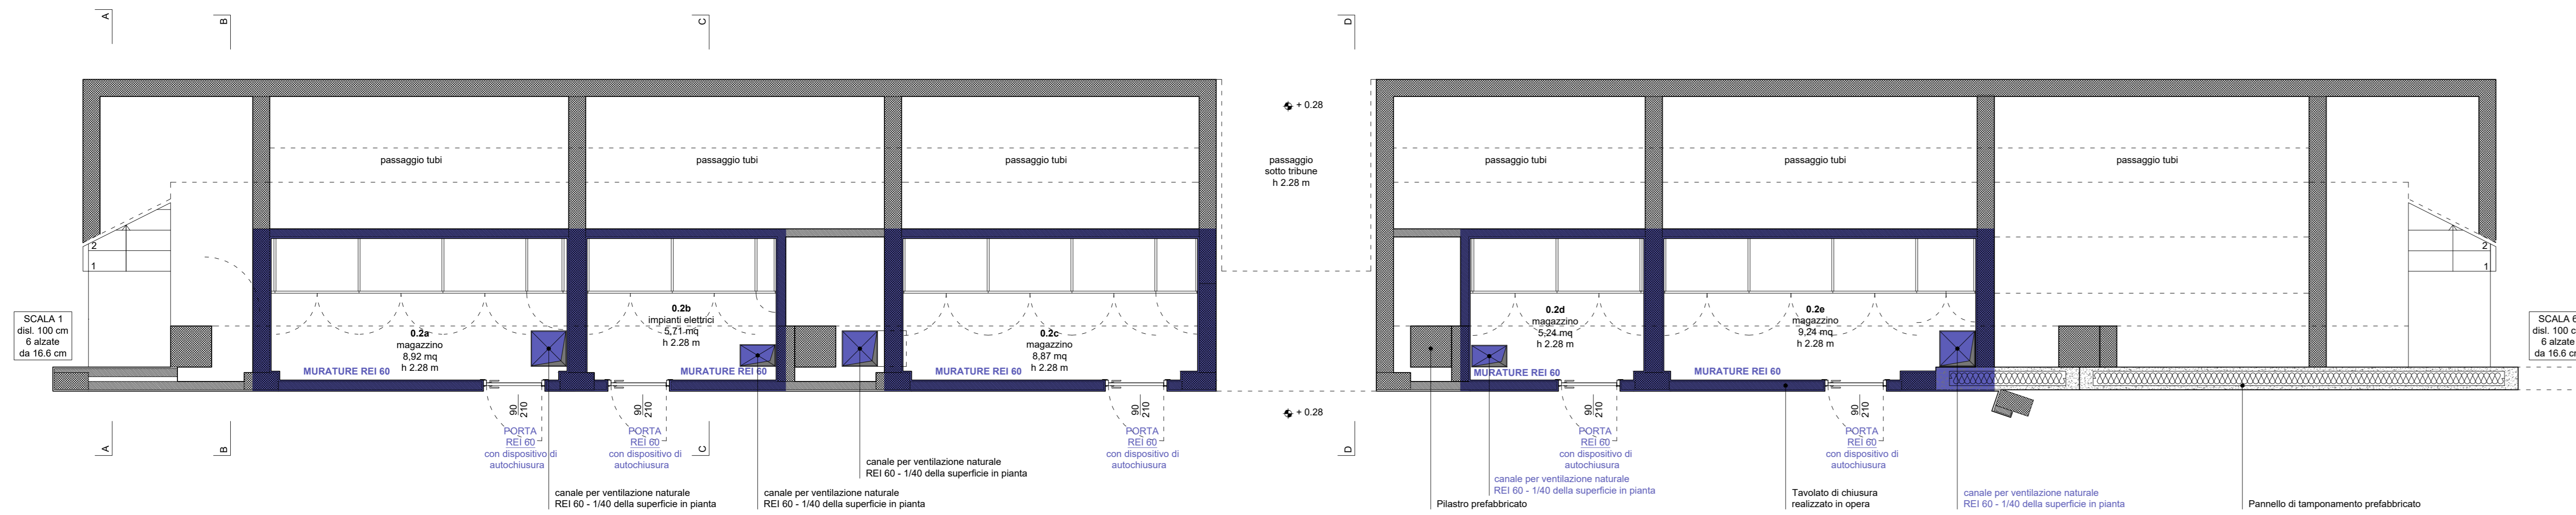 A
B
C
D
+ 0.28
passaggio tubi
passaggio tubi
passaggio tubi
passaggio
sotto tribune
h 2.28 m
passaggio tubi
passaggio tubi
passaggio tubi
2
1
2
1
SCALA 1
disl. 100 cm
6 alzate
da 16.6 cm
0.2a
magazzino
8,92 mq
h 2.28 m
MURATURE REI 60
0.2b
impianti elettrici
5,71 mq
h 2.28 m
MURATURE REI 60
0.2c
magazzino
8,87 mq
h 2.28 m
MURATURE REI 60
0.2d
magazzino
5,24 mq
h 2.28 m
MURATURE REI 60
0.2e
magazzino
9,24 mq
h 2.28 m
MURATURE REI 60
SCALA 6
disl. 100 c
6 alzate
da 16.6 c
90
210
PORTA
REI 60
con dispositivo di
autochiusura
90
210
PORTA
REI 60
con dispositivo di
autochiusura
90
210
PORTA
REI 60
con dispositivo di
autochiusura
+ 0.28
90
210
PORTA
REI 60
con dispositivo di
autochiusura
90
210
PORTA
REI 60
con dispositivo di
autochiusura
A
B
C
D
canale per ventilazione naturale
REI 60 - 1/40 della superficie in pianta
canale per ventilazione naturale
REI 60 - 1/40 della superficie in pianta
canale per ventilazione naturale
REI 60 - 1/40 della superficie in pianta
Pilastro prefabbricato
canale per ventilazione naturale
REI 60 - 1/40 della superficie in pianta
Tavolato di chiusura
realizzato in opera
canale per ventilazione naturale
REI 60 - 1/40 della superficie in pianta
Pannello di tamponamento prefabbricato